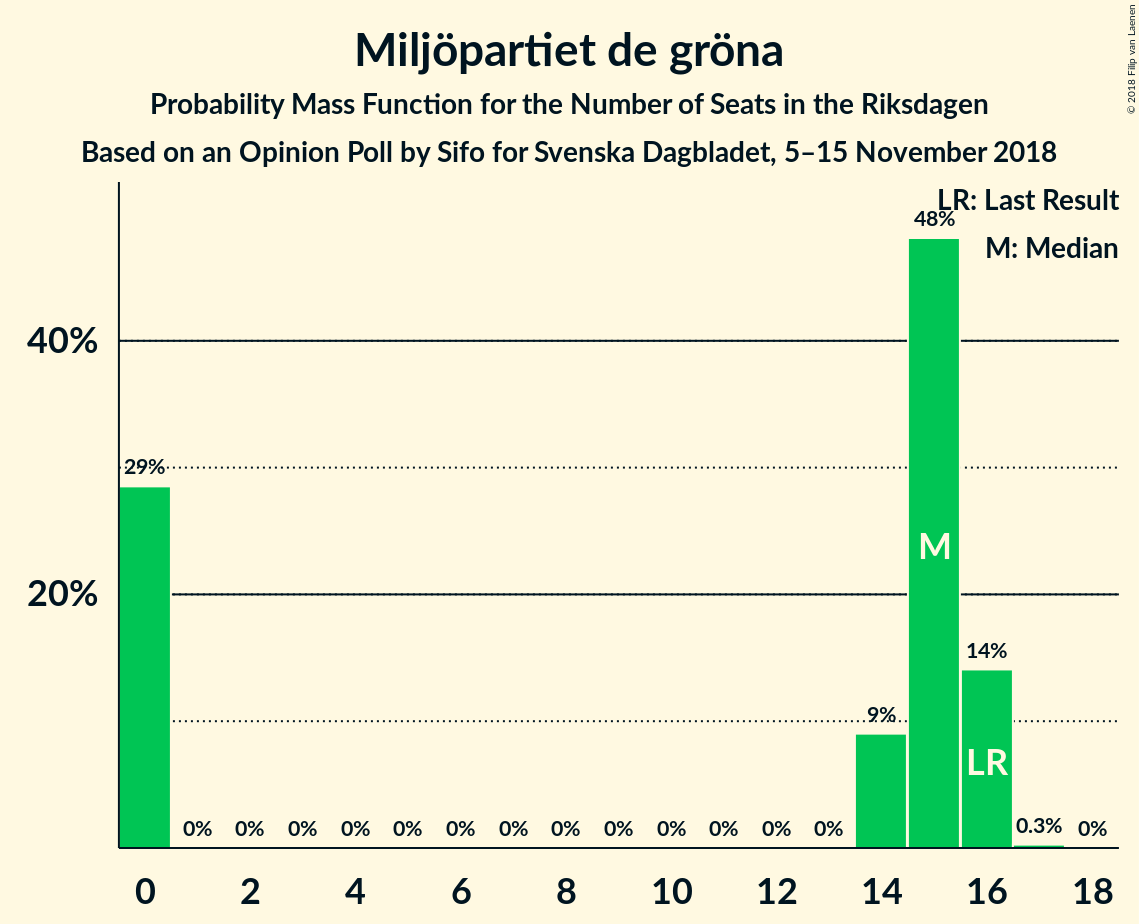 Miljöpartiet de gröna
Probability Mass Function for the Number of Seats in the Riksdagen
Based on an Opinion Poll by Sifo for Svenska Dagbladet, 5–15 November 2018
© 2018 Filip van Laenen
LR: Last Result
M: Median
48%
40%
29%
M
20%
14%
9%
LR
0% 0% 0% 0% 0% 0% 0% 0% 0% 0% 0% 0% 0% 0.3% 0%
0 2 4 6 8 10 12 14 16 18